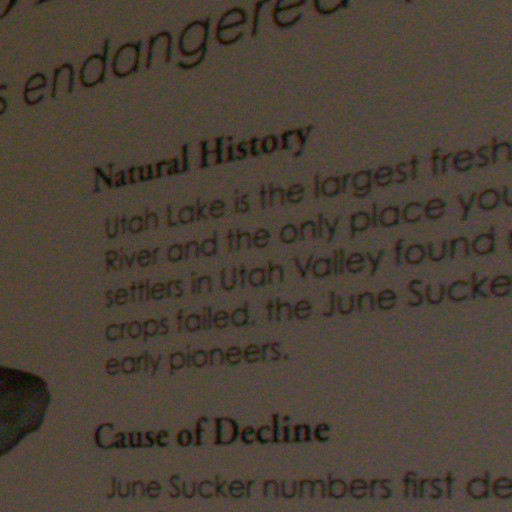 endangered
Natural History
Utah Lake is the largest fresh
River and the only place you
settlers in Utah Valley found
crops failed, the June Sucke
early pioneers.
Cause of Decline
June Sucker numbers first de